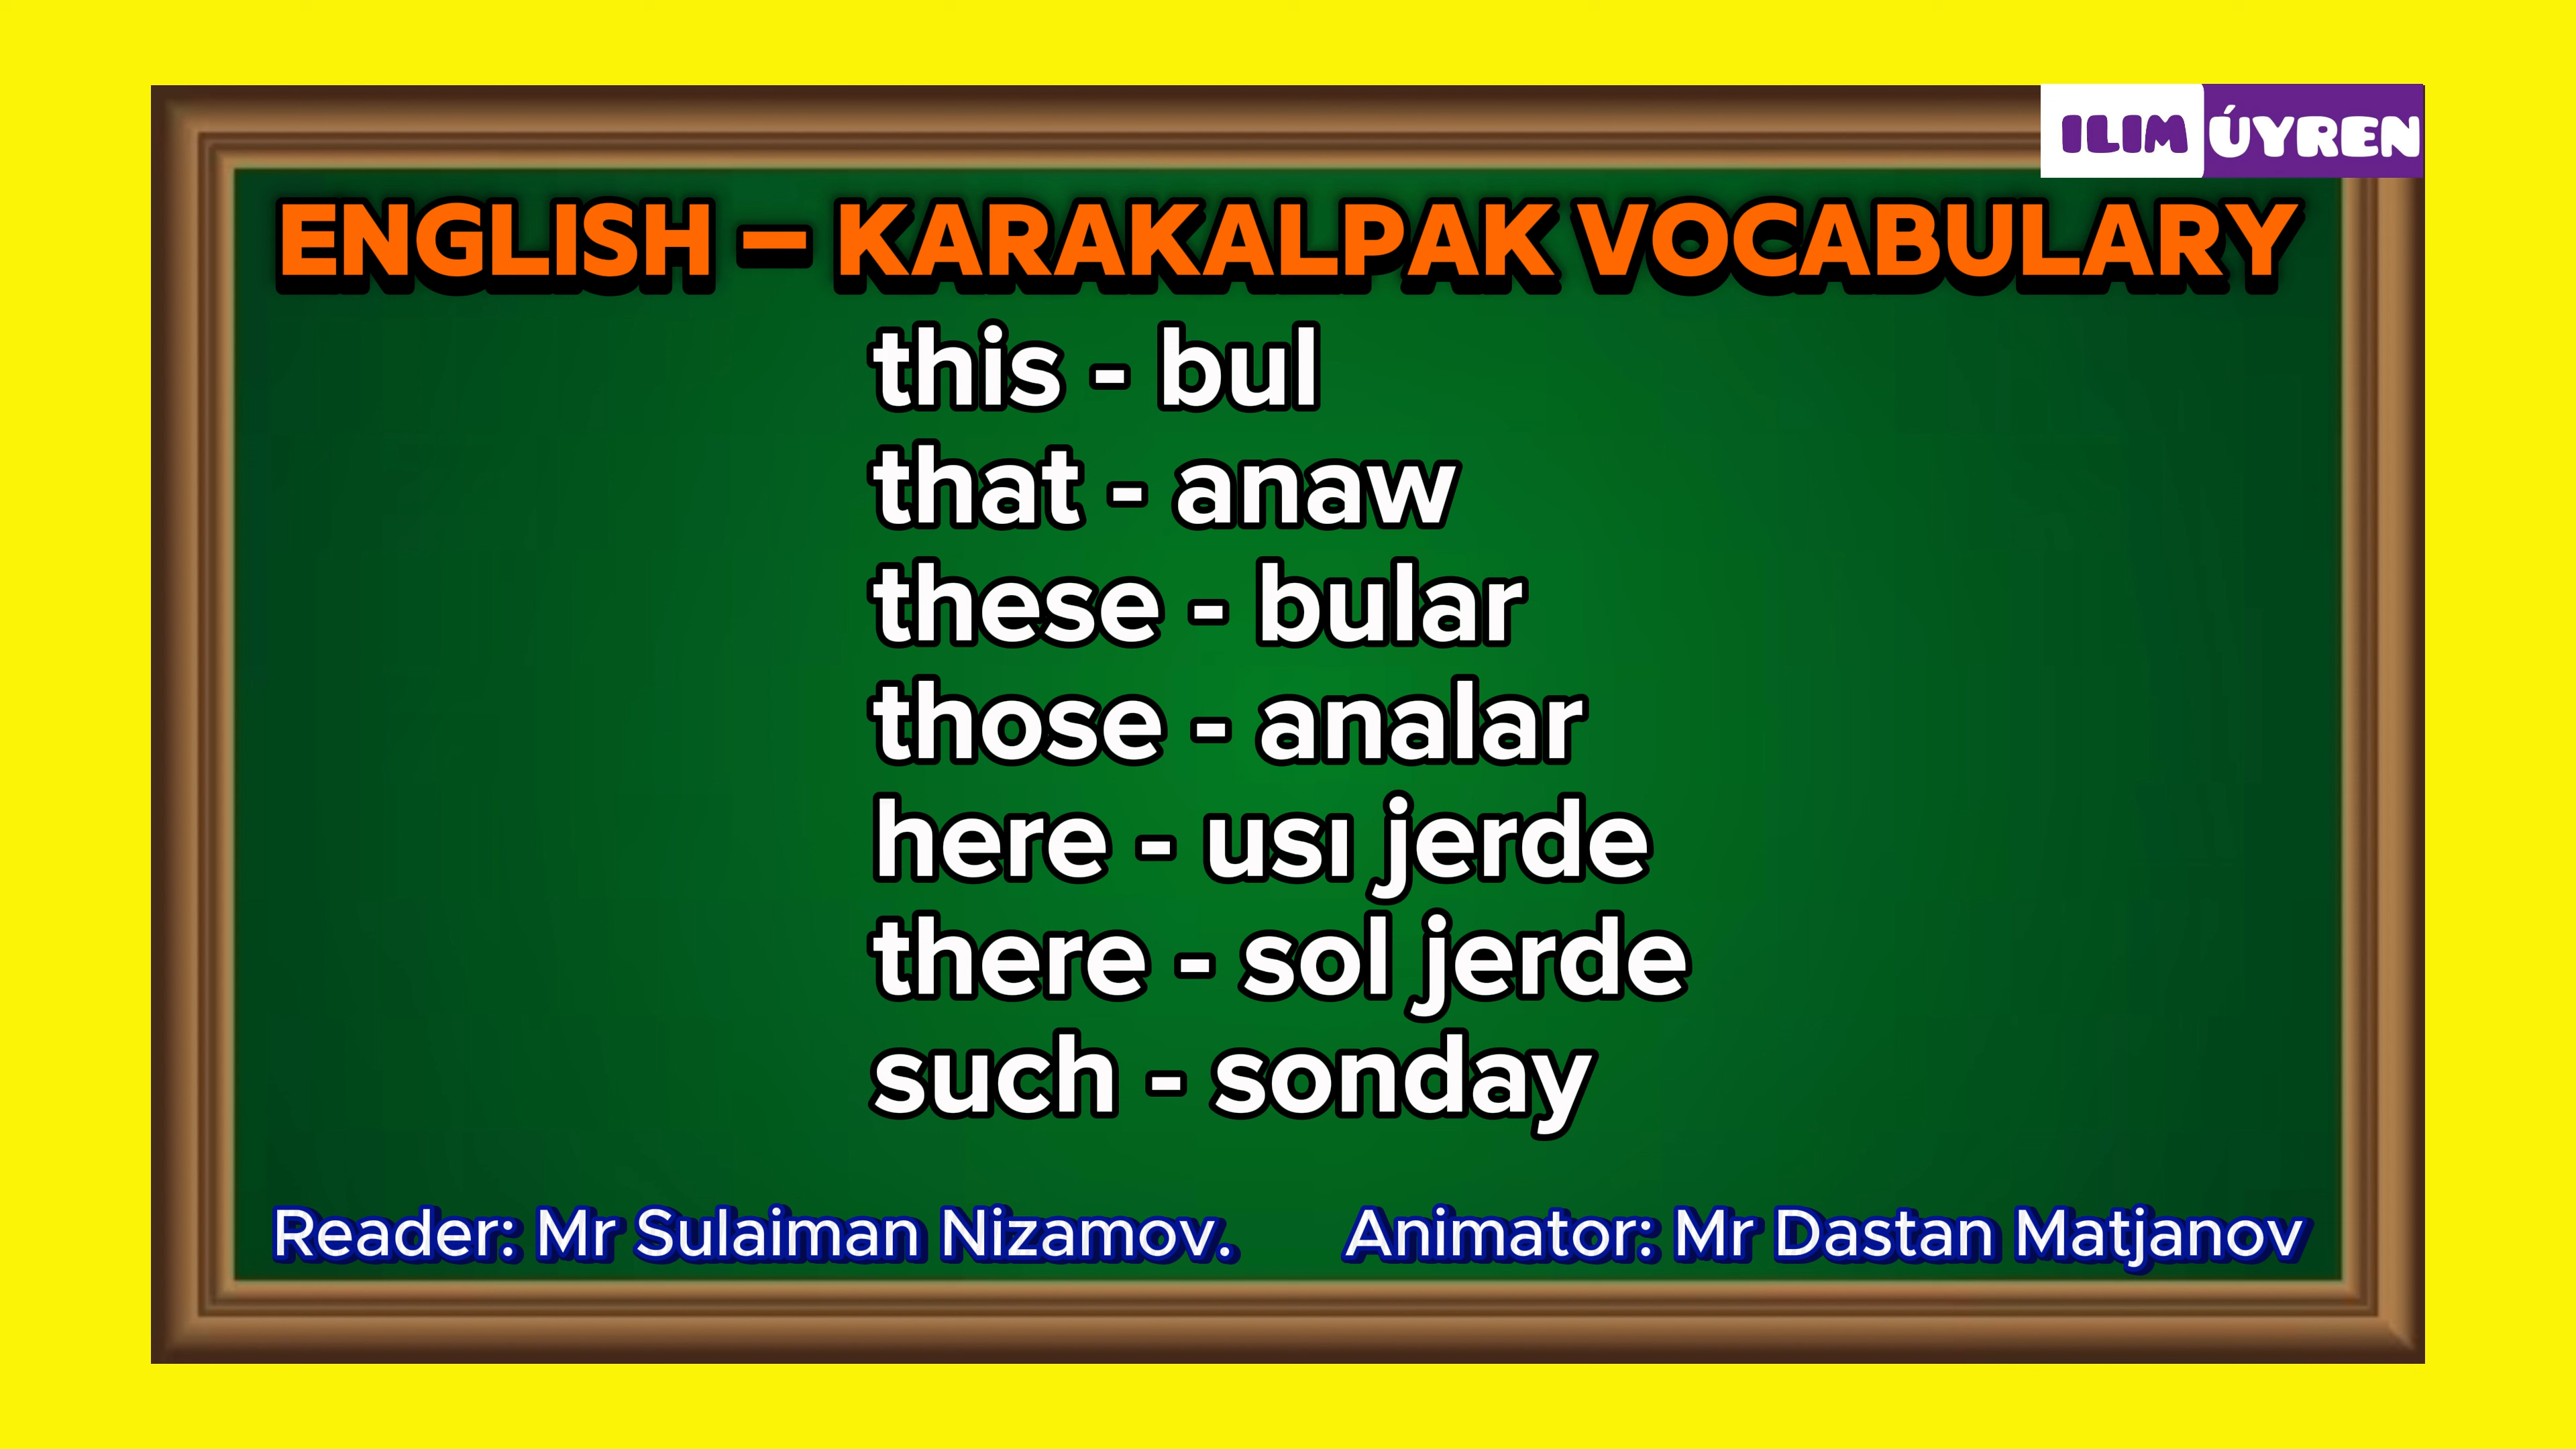 ILIM ÚYREN
ENGLISH – KARAKALPAK VOCABULARY
this - bul
that - anaw
these - bular
those - analar
here - usı jerde
there - sol jerde
such - sonday
Reader: Mr Sulaiman Nizamov. Animator: Mr Dastan Matjanov